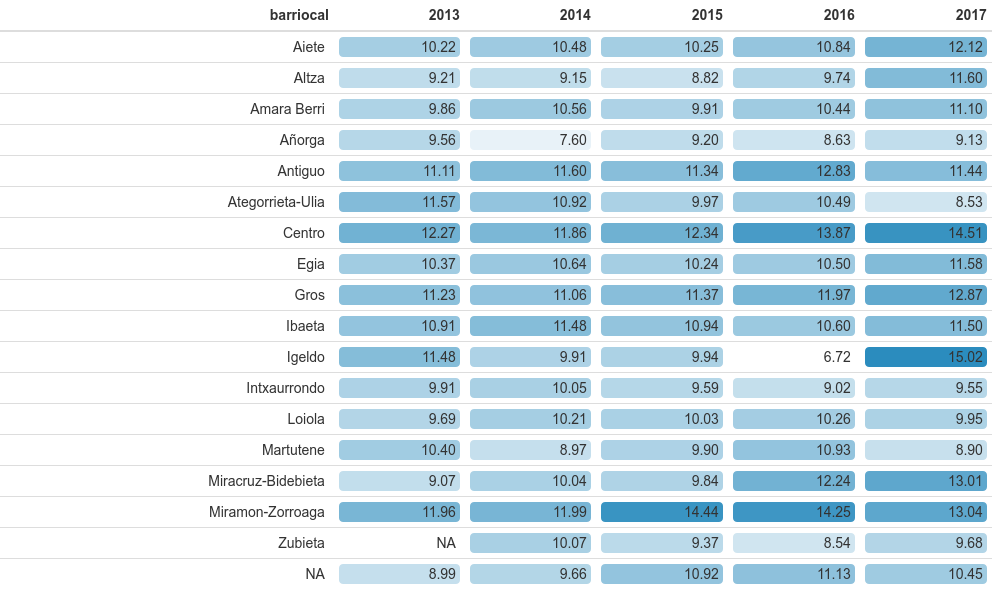 barriocal 2013 2014 2015 2016 2017
Aiete 10.22 10.48 10.25 10.84 12.12
Altza 9.21 9.15 8.82 9.74 11.60
Amara Berri 9.86 10.56 9.91 10.44 11.10
Añorga 9.56 7.60 9.20 8.63 9.13
Antiguo 11.11 11.60 11.34 12.83 11.44
Ategorrieta-Ulia 11.57 10.92 9.97 10.49 8.53
Centro 12.27 11.86 12.34 13.87 14.51
Egia 10.37 10.64 10.24 10.50 11.58
Gros 11.23 11.06 11.37 11.97 12.87
Ibaeta 10.91 11.48 10.94 10.60 11.50
Igeldo 11.48 9.91 9.94 6.72 15.02
Intxaurrondo 9.91 10.05 9.59 9.02 9.55
Loiola 9.69 10.21 10.03 10.26 9.95
Martutene 10.40 8.97 9.90 10.93 8.90
Miracruz-Bidebieta 9.07 10.04 9.84 12.24 13.01
Miramon-Zorroaga 11.96 11.99 14.44 14.25 13.04
Zubieta NA 10.07 9.37 8.54 9.68
NA 8.99 9.66 10.92 11.13 10.45